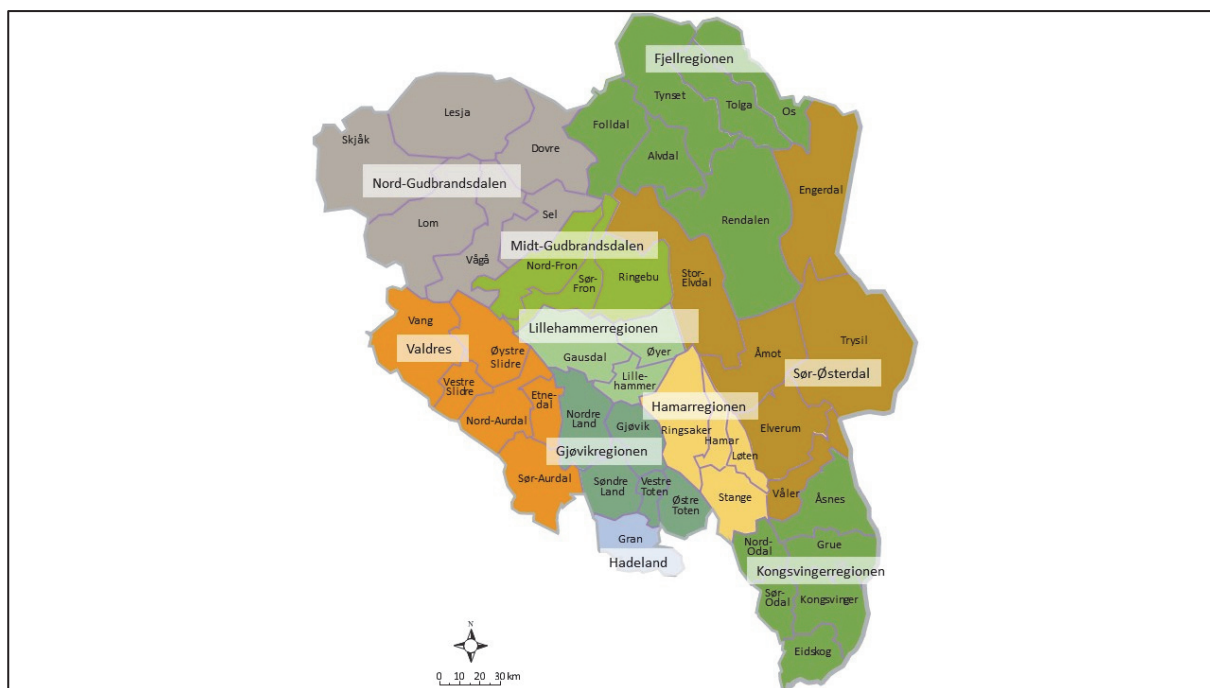 Fjellregionen
Tynset
Tolga
Os
Folldal
Alvdal
Lesja
Skjåk
Dovre
Nord-Gudbrandsdalen
Engerdal
Rendalen
Lom
Sel
Midt-Gudbrandsdalen
Vågå
Nord-Fron
Sør-
Fron
Ringebu
Stor-
Elvdal
Vang
Lillehammerregionen
Valdres
Øystre
Slidre
Gausdal
Øyer
Åmot
Trysil
Sør-Østerdal
Vestre
Slidre
Lille-
hammer
Etne-
dal
Nord-Aurdal
Nordre
Land
Gjøvik
Hamarregionen
Ringsaker
Hamar
Løten
Elverum
Gjøvikregionen
Sør-Aurdal
Søndre
Land
Vestre
Toten
Østre
Toten
Stange
Våler
Åsnes
Gran
Hadeland
Nord-
Odal
Grue
Kongsvingerregionen
Sør-
Odal
Kongsvinger
Eidskog
N
0 10 20 30 km